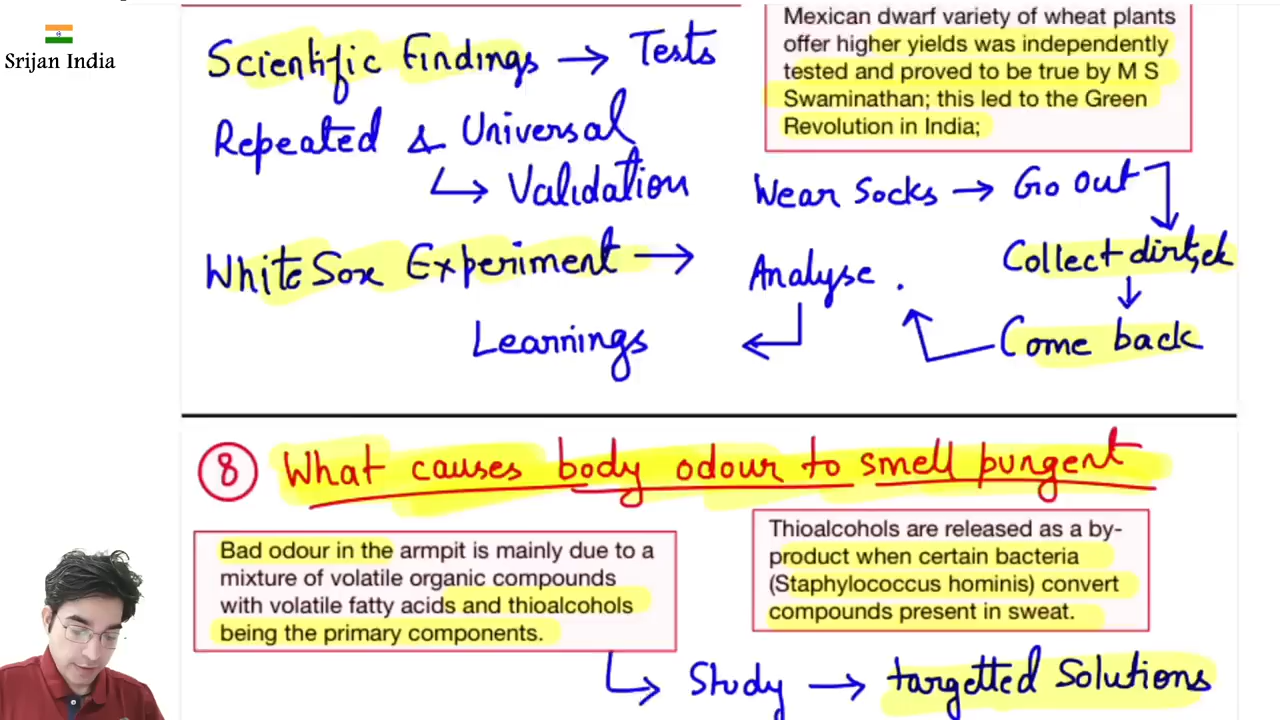 Srijan India
Scientific Findings → Tests
Repeated & Universal
↳ Validation
White Sox Experiment →
Learnings
Mexican dwarf variety of wheat plants
offer higher yields was independently
tested and proved to be true by M S
Swaminathan; this led to the Green
Revolution in India;
Wear Socks → Go Out
Collect dirt,ek
Come back
Analyse .
8 What causes body odour to smell pungent
Bad odour in the armpit is mainly due to a
mixture of volatile organic compounds
with volatile fatty acids and thioalcohols
being the primary components.
Thioalcohols are released as a by-
product when certain bacteria
(Staphylococcus hominis) convert
compounds present in sweat.
↳ Study → targetted Solutions